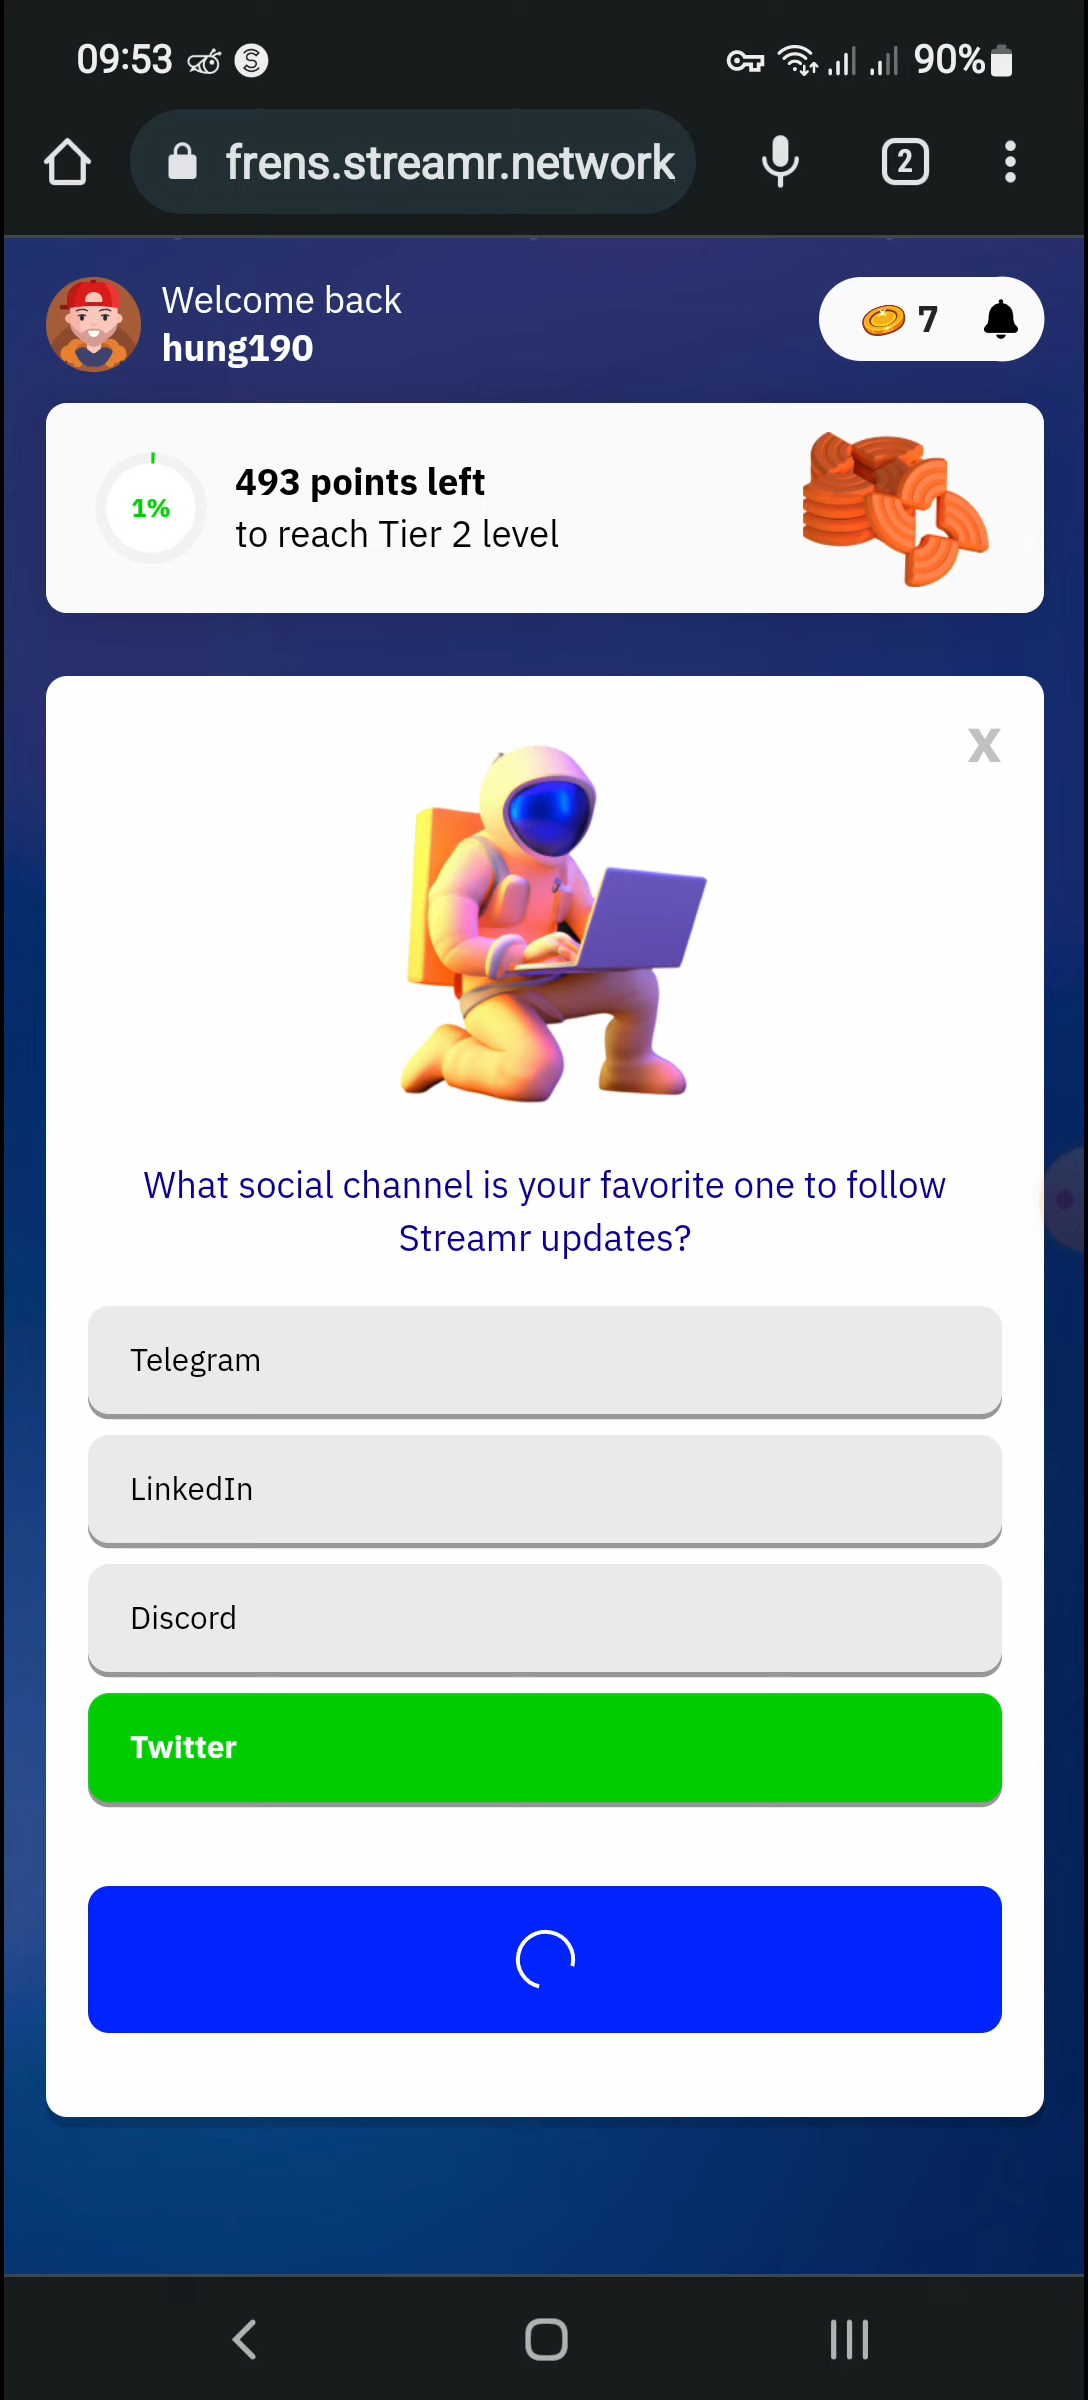 09:53
90%
frens.streamr.network
2
Welcome back
hung190
7
1%
493 points left
to reach Tier 2 level
X
What social channel is your favorite one to follow
Streamr updates?
Telegram
LinkedIn
Discord
Twitter